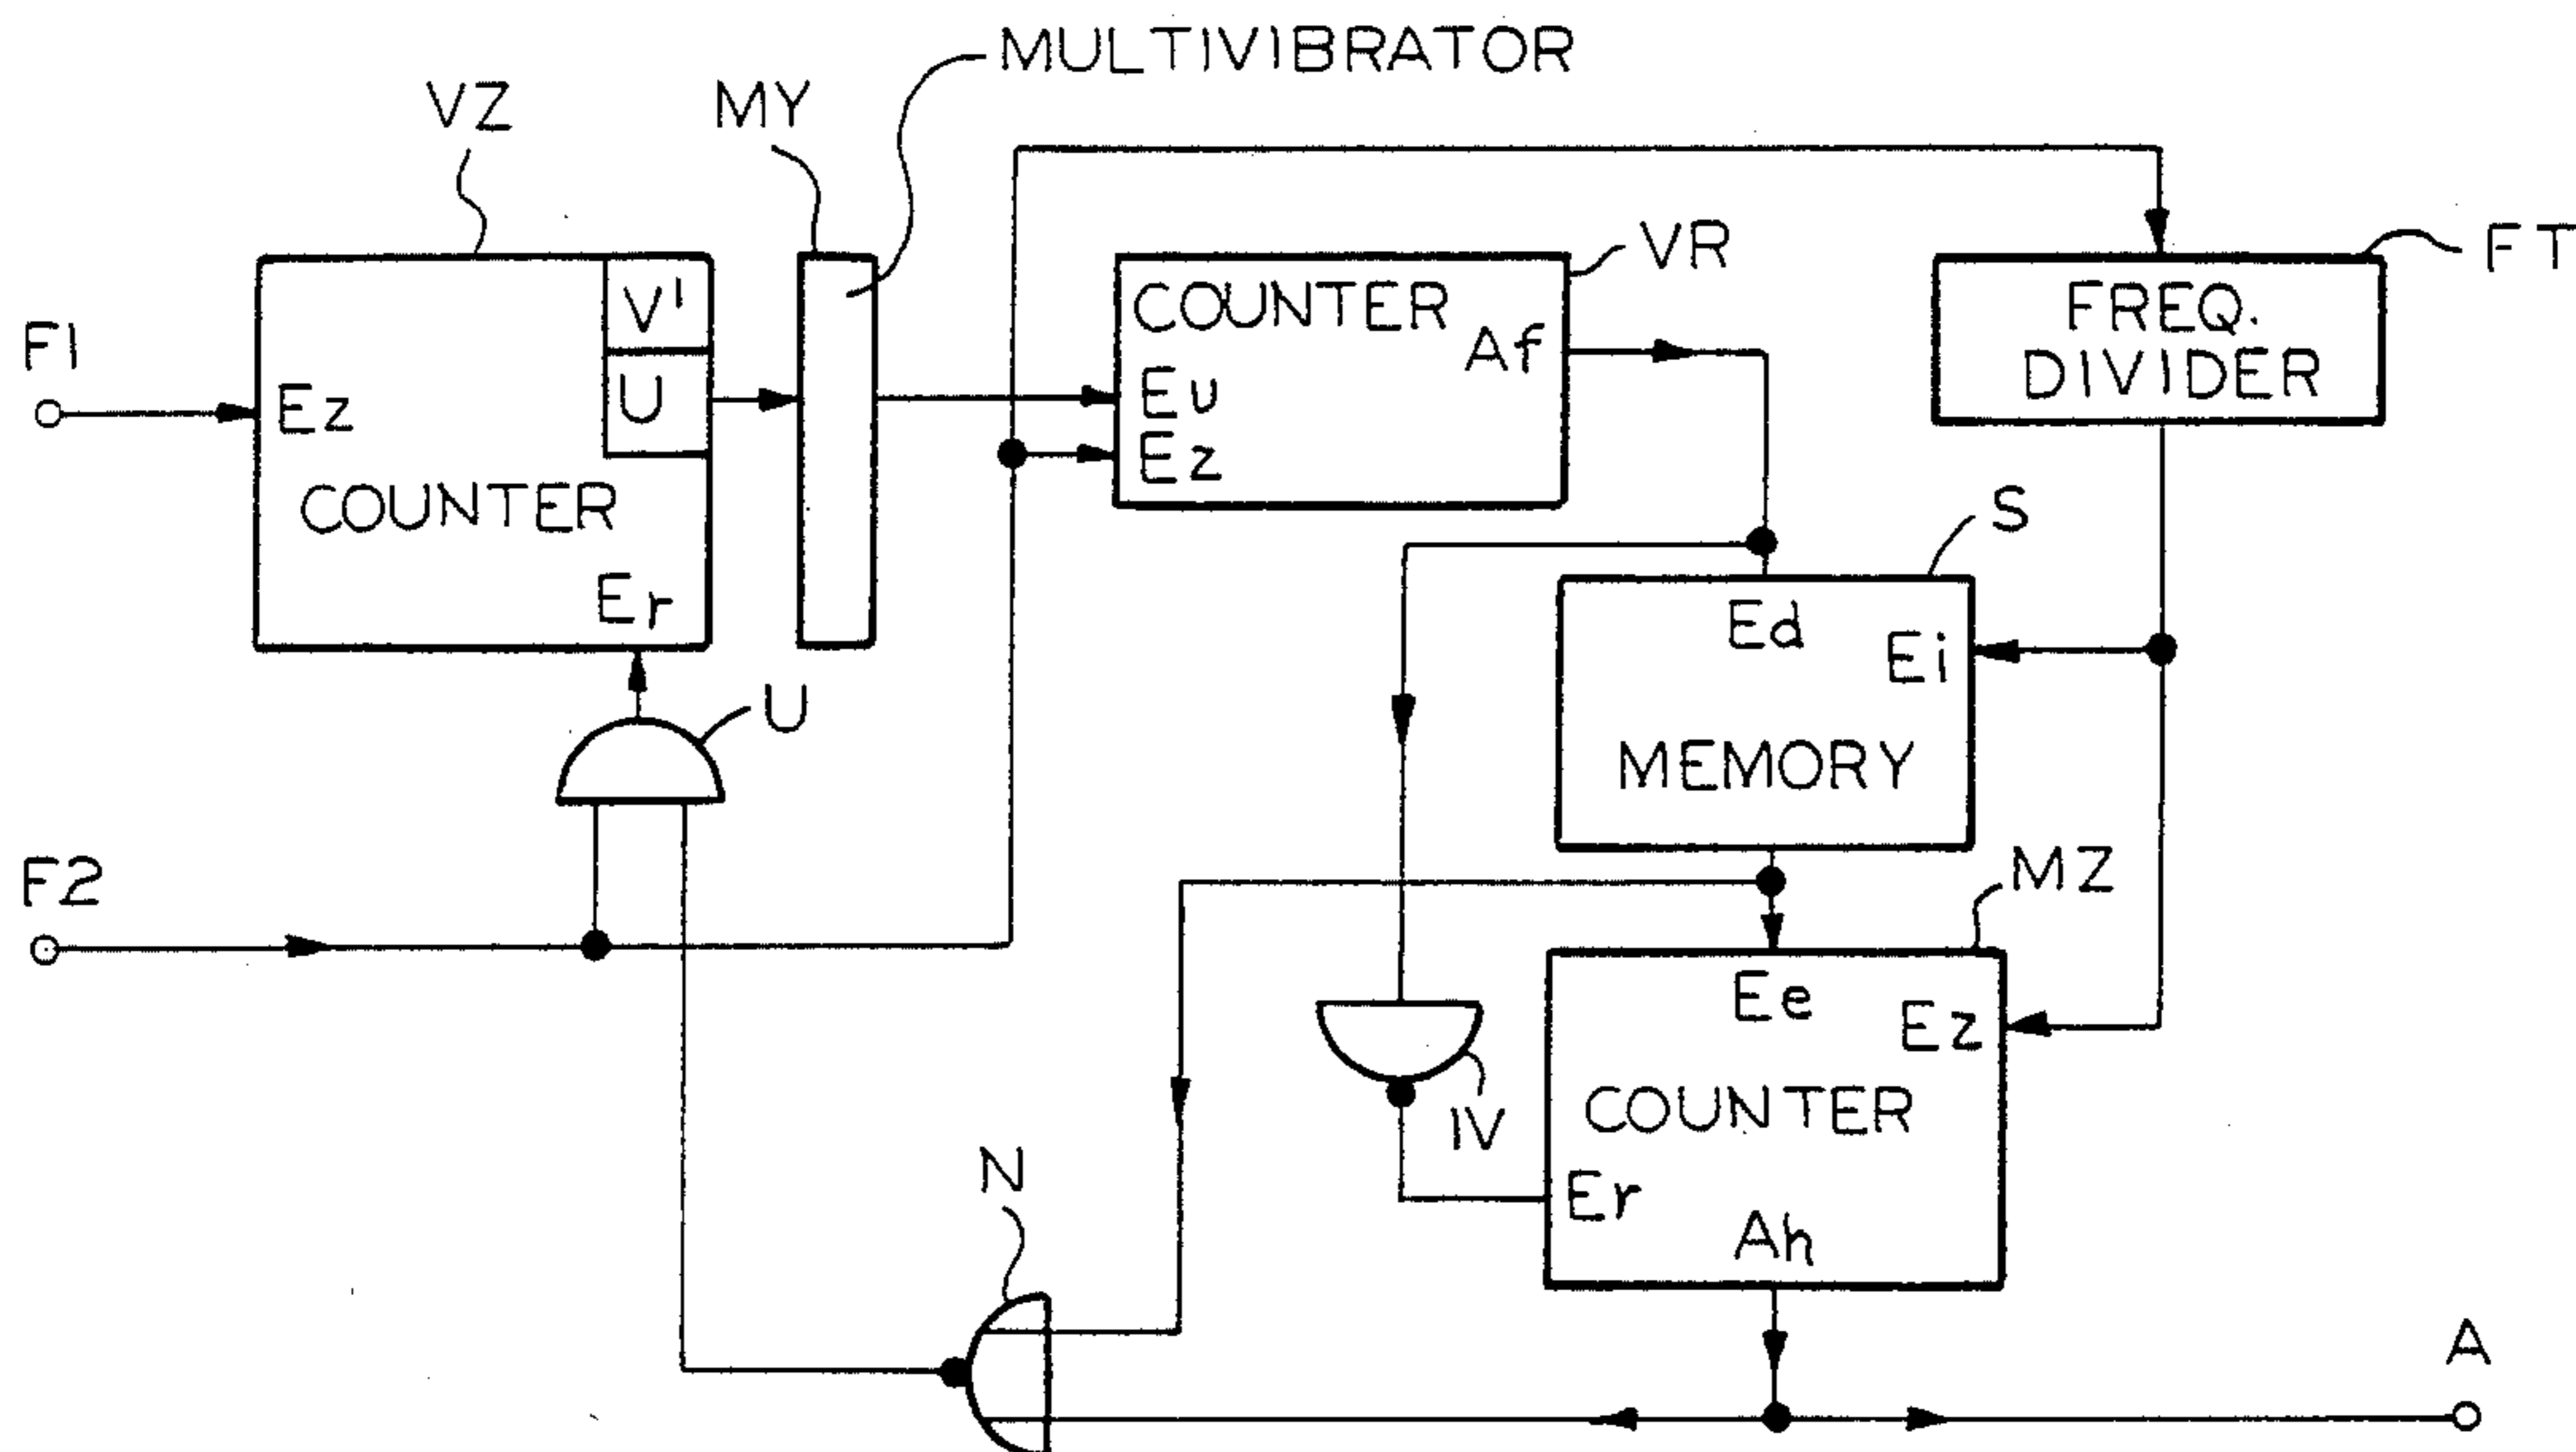 MULTIVIBRATOR
VZ
MY
VR
FT
F1
V'
U
Ez
COUNTER
Er
COUNTER
Af
Eu
Ez
FREQ.
DIVIDER
S
Ed
Ei
MEMORY
U
F2
MZ
Ee
Ez
COUNTER
Er
Ah
IV
N
A